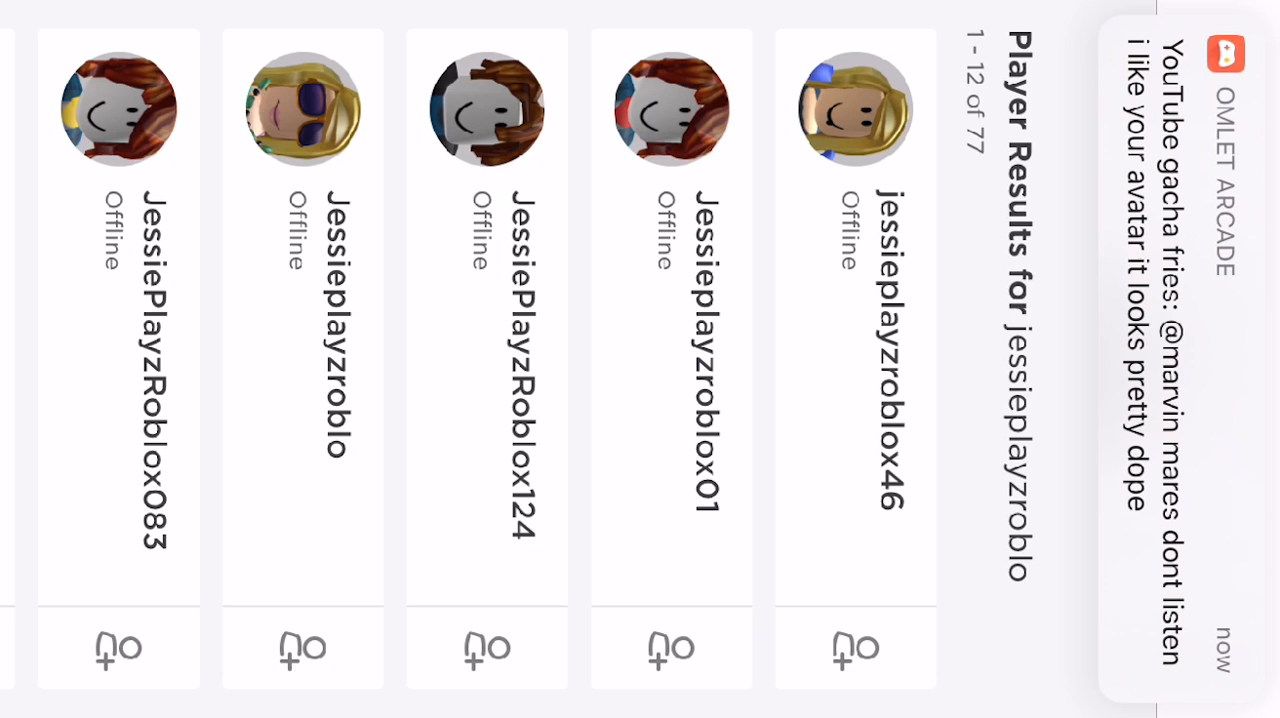 OMLET ARCADE
now
YouTube gacha fries: @marvin mares dont listen
i like your avatar it looks pretty dope
Player Results for jessieplayzroblo
1 - 12 of 77
jessieplayzroblox46
Offline
Jessieplayzroblox01
Offline
JessiePlayzRoblox124
Offline
Jessieplayzroblo
Offline
JessiePlayzRoblox083
Offline